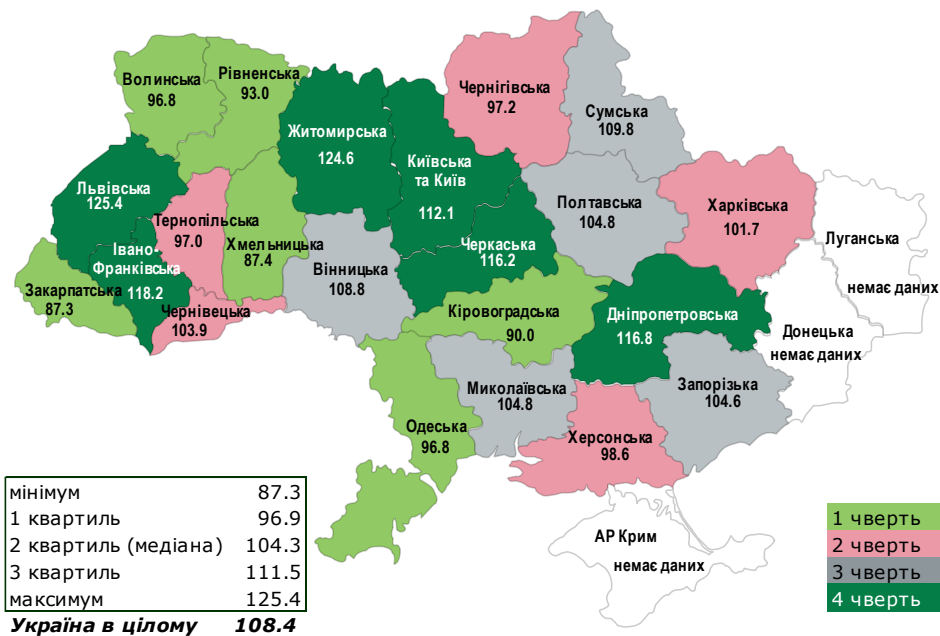 Волинська
96.8
Рівненська
93.0
Житомирська
124.6
Київська
та Київ
112.1
Чернігівська
97.2
Сумська
109.8
Львівська
125.4
Тернопільська
97.0
Хмельницька
87.4
Івано-
Франківська
118.2
Закарпатська
87.3
Чернівецька
103.9
Вінницька
108.8
Черкаська
116.2
Полтавська
104.8
Харківська
101.7
Луганська
немає даних
Донецька
немає даних
Кіровоградська
90.0
Дніпропетровська
116.8
Запорізька
104.6
Миколаївська
104.8
Одеська
96.8
Херсонська
98.6
АР Крим
немає даних
мінімум 87.3
1 квартиль 96.9
2 квартиль (медіана) 104.3
3 квартиль 111.5
максимум 125.4
Україна в цілому 108.4
1 чверть
2 чверть
3 чверть
4 чверть